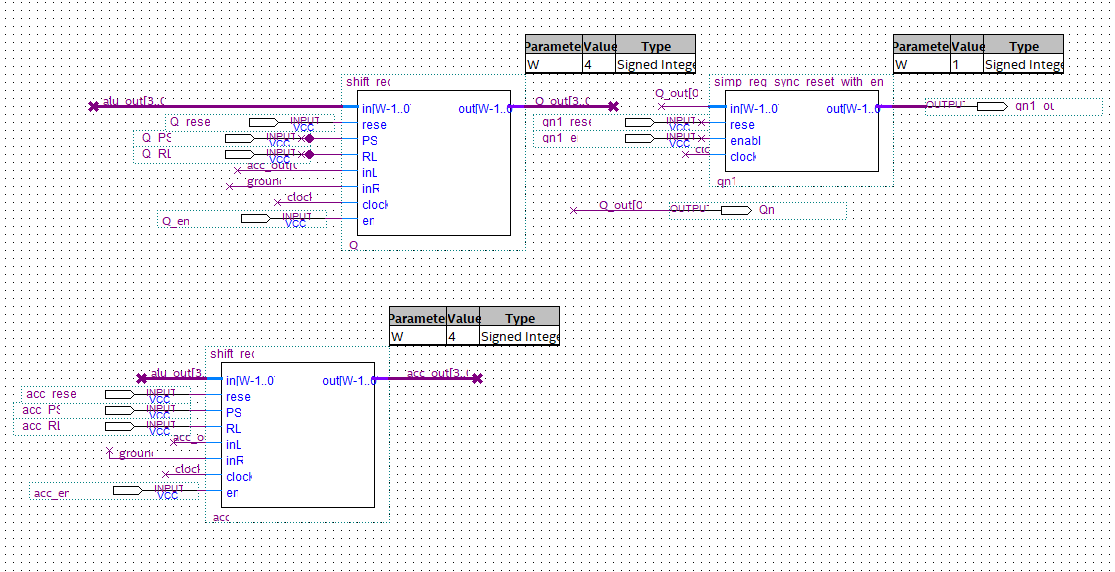 Paramete Value Type
W 4 Signed Intege
Paramete Value Type
W 1 Signed Intege
shift_reg
alu_out[3..0
in[W-1..0
out[W-1..0
Q_out[3..0
Q_rese
INPUT
VCC
rese
Q_PS
INPUT
VCC
PS
Q_RL
INPUT
VCC
RL
acc_out[0
inL
ground
inR
clock
clock
Q_en
INPUT
VCC
en
Q
simp_reg_sync_reset_with_en
Q_out[0
in[W-1..0
out[W-1..0
OUTPUT
qn1_ou
qn1_rese
INPUT
VCC
rese
qn1_e
INPUT
VCC
enabl
cloc
clock
qn1
Q_out[0
OUTPUT
Qn
Paramete Value Type
W 4 Signed Intege
shift_reg
alu_out[3..
in[W-1..0
out[W-1..0
acc_out[3..0
acc_rese
INPUT
VCC
rese
acc_PS
INPUT
VCC
PS
acc_RL
INPUT
VCC
RL
acc_o
inL
ground
inR
clock
clock
acc_en
INPUT
VCC
en
acc